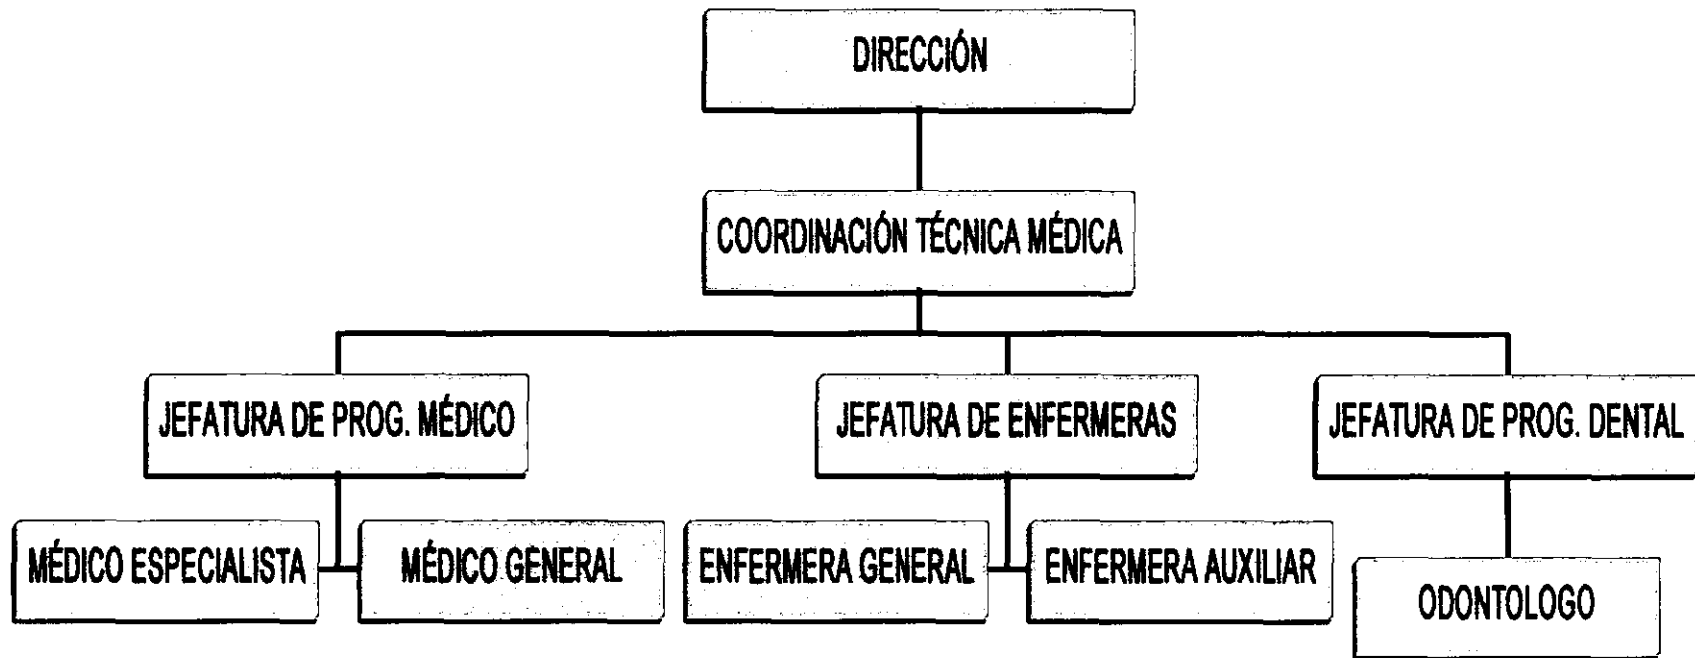 DIRECCIÓN
COORDINACIÓN TÉCNICA MÉDICA
JEFATURA DE PROG. MÉDICO
JEFATURA DE ENFERMERAS
JEFATURA DE PROG. DENTAL
MÉDICO ESPECIALISTA
MÉDICO GENERAL
ENFERMERA GENERAL
ENFERMERA AUXILIAR
ODONTOLOGO